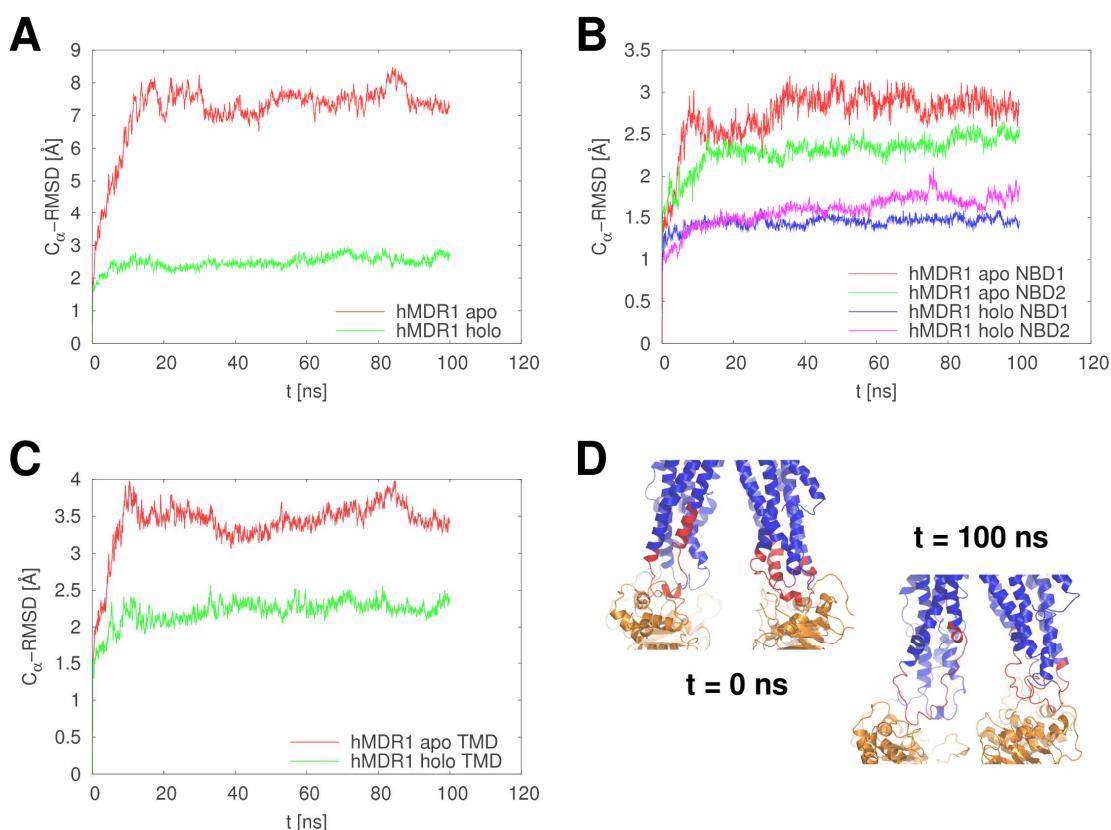 A
9
8
7
6
5
4
3
2
1
0
Cα−RMSD [Å]
hMDR1 apo
hMDR1 holo
0 20 40 60 80 100 120
t [ns]
B
3.5
3
2.5
2
1.5
1
0.5
0
Cα−RMSD [Å]
hMDR1 apo NBD1
hMDR1 apo NBD2
hMDR1 holo NBD1
hMDR1 holo NBD2
0 20 40 60 80 100 120
t [ns]
C
4
3.5
3
2.5
2
1.5
1
0.5
0
Cα−RMSD [Å]
hMDR1 apo TMD
hMDR1 holo TMD
0 20 40 60 80 100 120
t [ns]
D
t = 0 ns
t = 100 ns